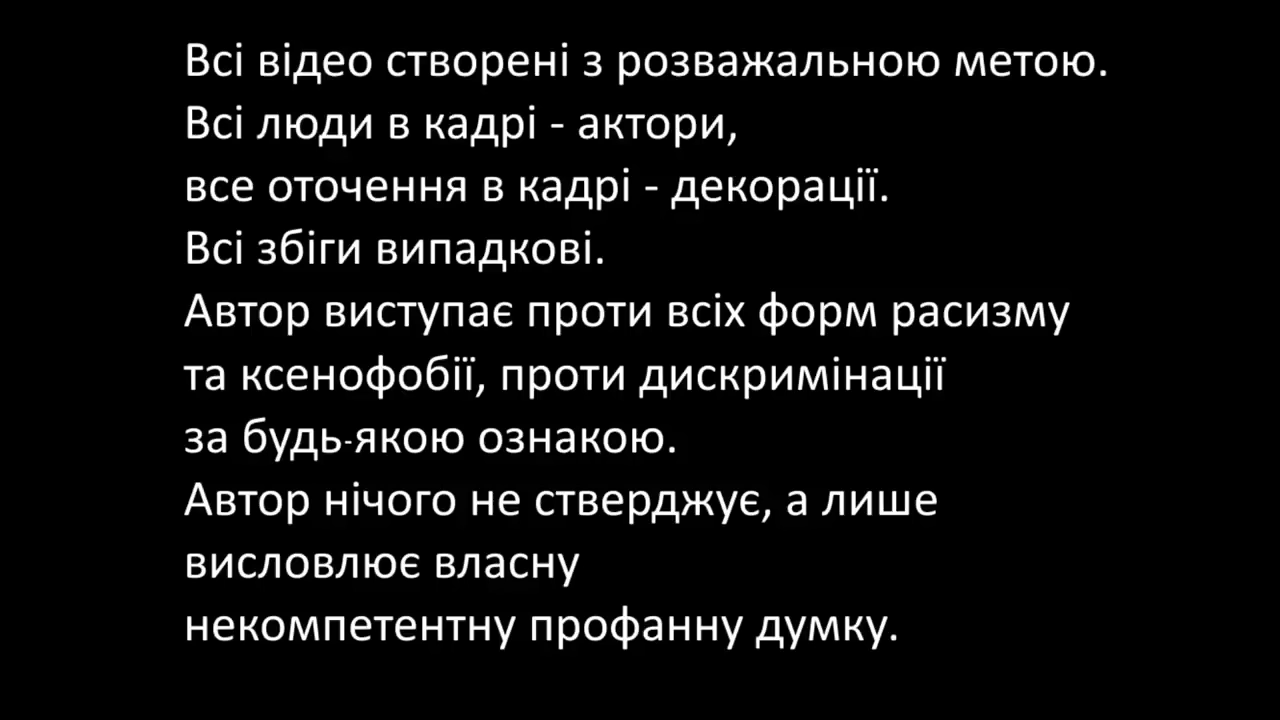 Всі відео створені з розважальною метою.
Всі люди в кадрі - актори,
все оточення в кадрі - декорації.
Всі збіги випадкові.
Автор виступає проти всіх форм расизму
та ксенофобії, проти дискримінації
за будь-якою ознакою.
Автор нічого не стверджує, а лише
висловлює власну
некомпетентну профанну думку.